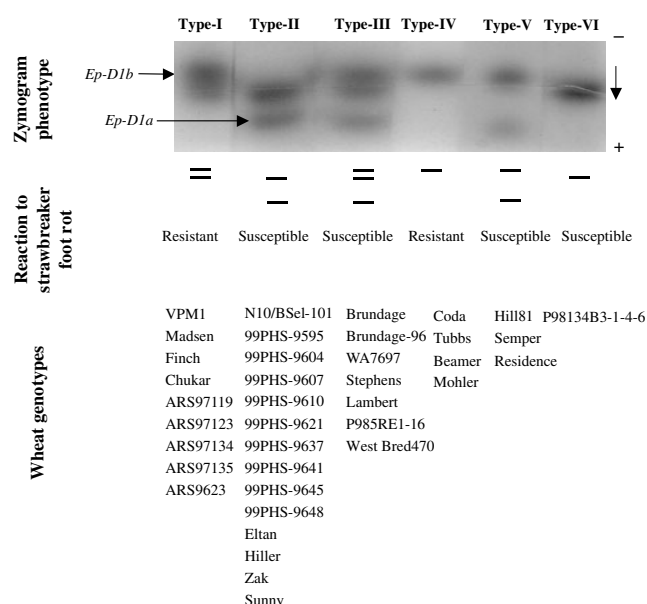 Type-I Type-II Type-III Type-IV Type-V Type-VI
−
Ep-D1b
Ep-D1a
+
Zymogram
phenotype
Reaction to
strawbreaker
foot rot
Resistant Susceptible Susceptible Resistant Susceptible Susceptible
Wheat genotypes
VPM1 N10/BSel-101 Brundage Coda Hill81 P98134B3-1-4-6
Madsen 99PHS-9595 Brundage-96 Tubbs Semper
Finch 99PHS-9604 WA7697 Beamer Residence
Chukar 99PHS-9607 Stephens Mohler
ARS97119 99PHS-9610 Lambert
ARS97123 99PHS-9621 P985RE1-16
ARS97134 99PHS-9637 West Bred470
ARS97135 99PHS-9641
ARS9623 99PHS-9645
99PHS-9648
Eltan
Hiller
Zak
Sunny